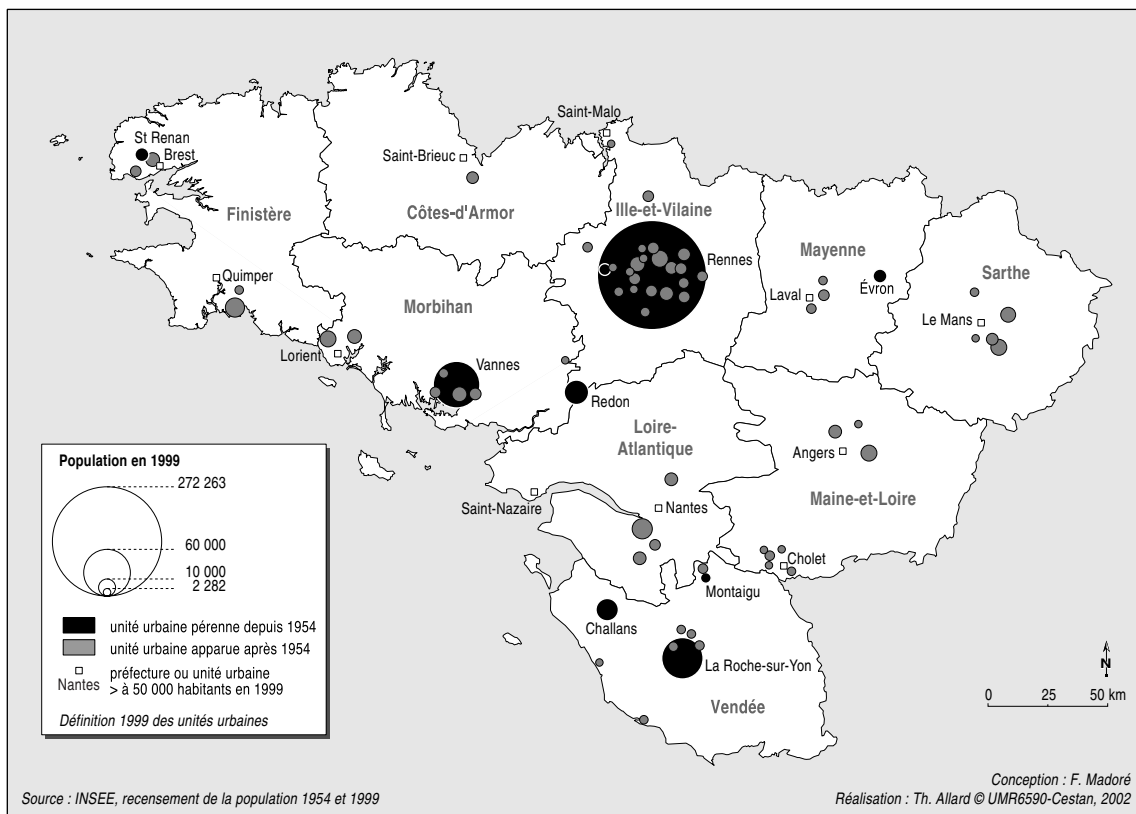 Saint-Malo
St Renan
Brest
Saint-Brieuc
Finistère
Côtes-d'Armor
Ille-et-Vilaine
Rennes
Mayenne
Sarthe
Quimper
Morbihan
Laval
Évron
Le Mans
Lorient
Vannes
Redon
Loire-
Atlantique
Angers
Maine-et-Loire
Saint-Nazaire
Nantes
Cholet
Montaigu
Challans
La Roche-sur-Yon
Vendée
Population en 1999
272 263
60 000
10 000
2 282
unité urbaine pérenne depuis 1954
unité urbaine apparue après 1954
préfecture ou unité urbaine
Nantes > à 50 000 habitants en 1999
Définition 1999 des unités urbaines
N
0 25 50 km
Source : INSEE, recensement de la population 1954 et 1999
Conception : F. Madoré
Réalisation : Th. Allard © UMR6590-Cestan, 2002